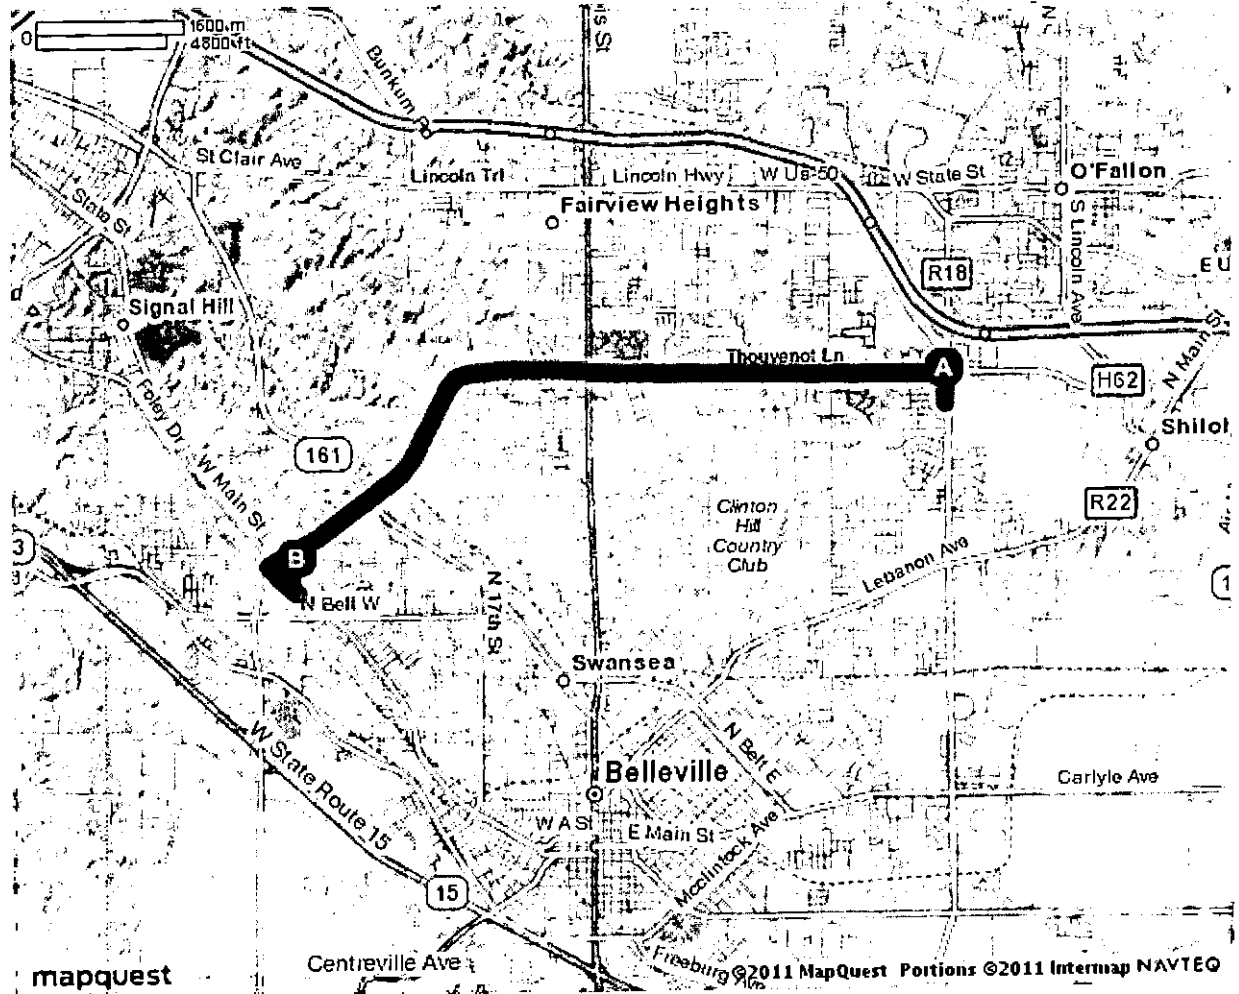 0
1600 m
4800 ft
Bunkum
N
St Clair Ave
Lincoln Trl
Lincoln Hwy
W US-50
W State St
O'Fallon
State St
Fairview Heights
S Lincoln Ave
R18
E U
Signal Hill
Thouvenot Ln
A
N Main St
H62
Foley Dr
Shiloh
161
W Main St
R22
Clinton
Hill
Country
Club
B
Lebanon Ave
3
1
N Belt W
N 17th St
Swansea
W State Route 15
N Belt E
Belleville
Carlyle Ave
W A St
E Main St
Mcclintock Ave
15
Centreville Ave
Freeburg Ave
mapquest
©2011 MapQuest Portions ©2011 Intermap NAVTEQ